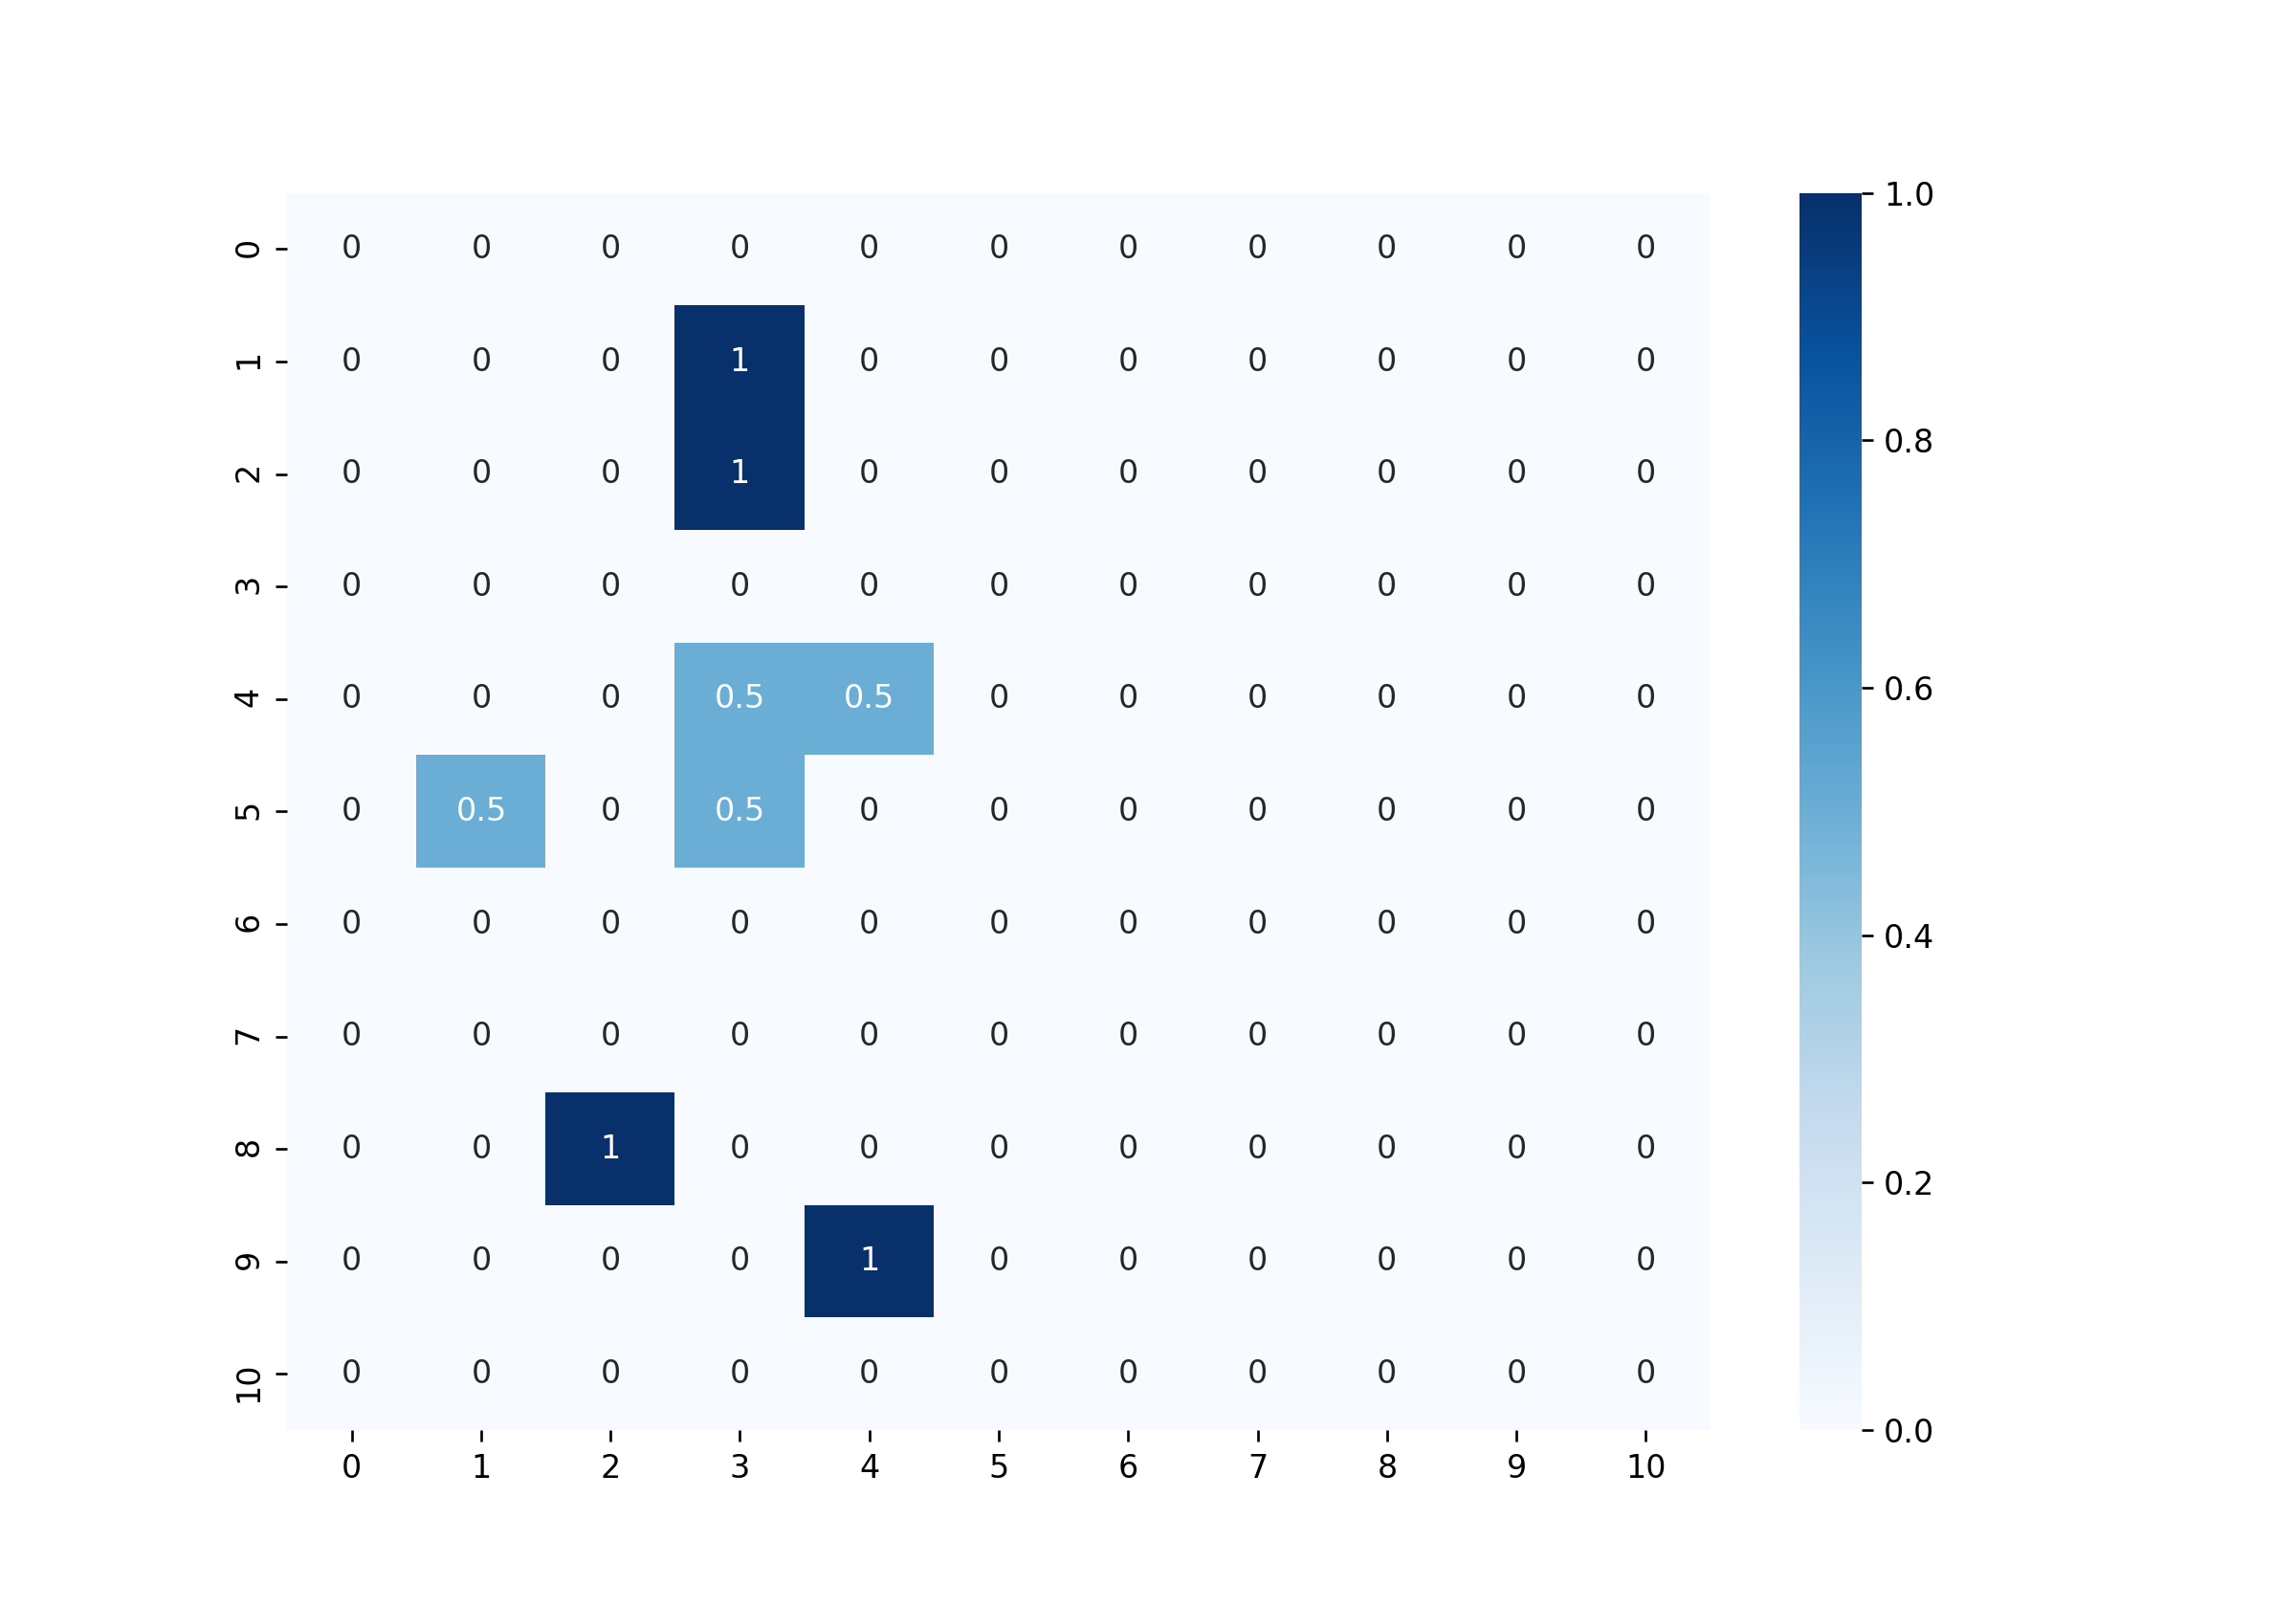 0 0 0 0 0 0 0 0 0 0 0 0
1 0 0 0 1 0 0 0 0 0 0 0
2 0 0 0 1 0 0 0 0 0 0 0
3 0 0 0 0 0 0 0 0 0 0 0
4 0 0 0 0.5 0.5 0 0 0 0 0 0
5 0 0.5 0 0.5 0 0 0 0 0 0 0
6 0 0 0 0 0 0 0 0 0 0 0
7 0 0 0 0 0 0 0 0 0 0 0
8 0 0 1 0 0 0 0 0 0 0 0
9 0 0 0 0 1 0 0 0 0 0 0
10 0 0 0 0 0 0 0 0 0 0 0
0 1 2 3 4 5 6 7 8 9 10
1.0
0.8
0.6
0.4
0.2
0.0